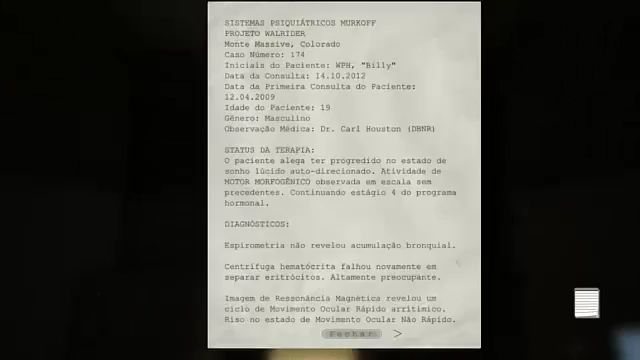 SISTEMAS PSIQUIÁTRICOS MURKOFF
PROJETO WALRIDER
Monte Massive, Colorado
Caso Número: 174
Iniciais do Paciente: WPH, "Billy"
Data da Consulta: 14.10.2012
Data da Primeira Consulta do Paciente:
12.04.2009
Idade do Paciente: 19
Gênero: Masculino
Observação Médica: Dr. Carl Houston (DBNR)
STATUS DA TERAPIA:
O paciente alega ter progredido no estado de
sonho lúcido auto-direcionado. Atividade de
MOTOR MORFOGÊNICO observada em escala sem
precedentes. Continuando estágio 4 do programa
hormonal.
DIAGNÓSTICOS:
Espirometria não revelou acumulação bronquial.
Centrífuga hematócrita falhou novamente em
separar eritrócitos. Altamente preocupante.
Imagem de Ressonância Magnética revelou um
ciclo de Movimento Ocular Rápido arrítimico.
Riso no estado de Movimento Ocular Não Rápido.
Fechar >